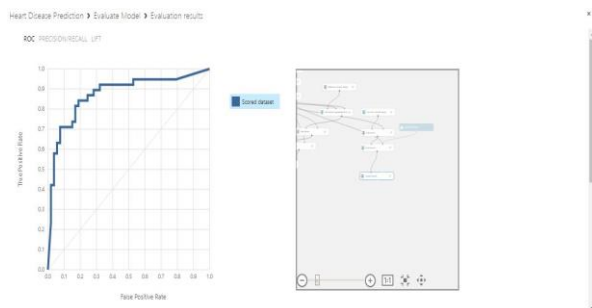 Heart Disease Prediction › Evaluate Model › Evaluation results
ROC PRECISION/RECALL LIFT
1.0
0.9
0.8
0.7
0.6
0.5
0.4
0.3
0.2
0.1
0.0
True Positive Rate
0.0 0.1 0.2 0.3 0.4 0.5 0.6 0.7 0.8 0.9 1.0
False Positive Rate
Scored dataset
1:1